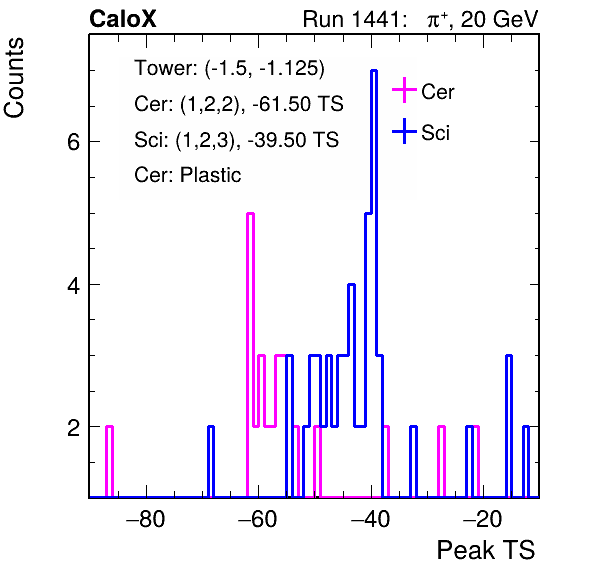 CaloX Run 1441: π⁺, 20 GeV
Counts
Tower: (-1.5, -1.125)
Cer: (1,2,2), -61.50 TS
Sci: (1,2,3), -39.50 TS
Cer: Plastic
Cer
Sci
6
4
2
−80 −60 −40 −20
Peak TS